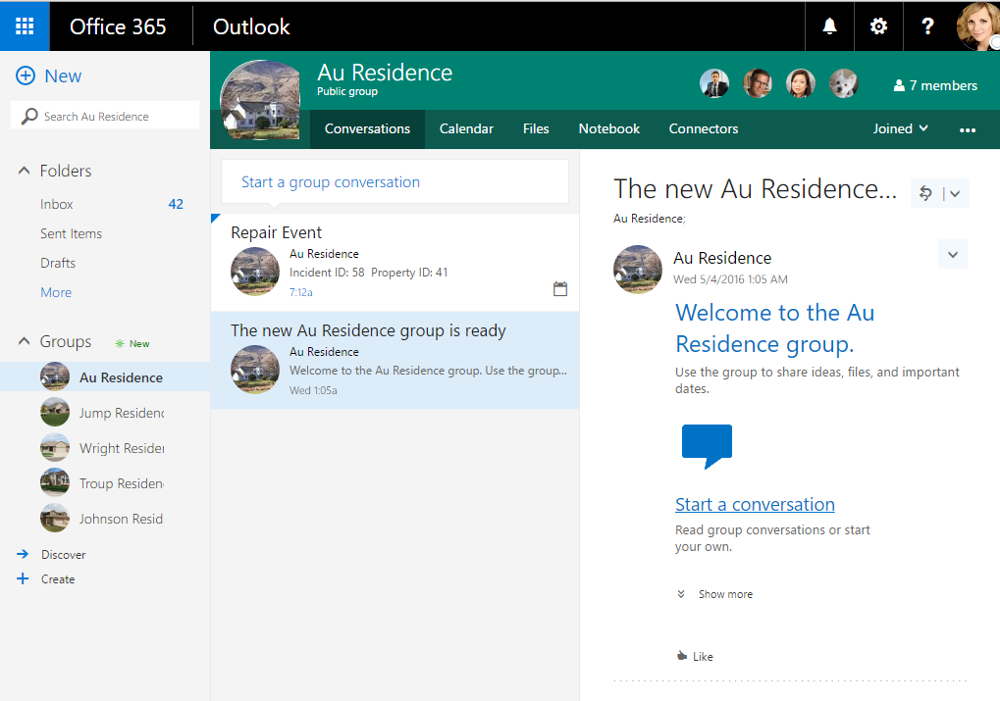 Office 365
Outlook
?
New
Search Au Residence
Folders
Inbox 42
Sent Items
Drafts
More
Groups New
Au Residence
Jump Residenc
Wright Resider
Troup Residen
Johnson Resid
Discover
Create
Au Residence
Public group
7 members
Conversations
Calendar
Files
Notebook
Connectors
Joined
Start a group conversation
Repair Event
Au Residence
Incident ID: 58 Property ID: 41
7:12a
The new Au Residence group is ready
Au Residence
Welcome to the Au Residence group. Use the group...
Wed 1:05a
The new Au Residence...
Au Residence;
Au Residence
Wed 5/4/2016 1:05 AM
Welcome to the Au
Residence group.
Use the group to share ideas, files, and important
dates.
Start a conversation
Read group conversations or start
your own.
Show more
Like